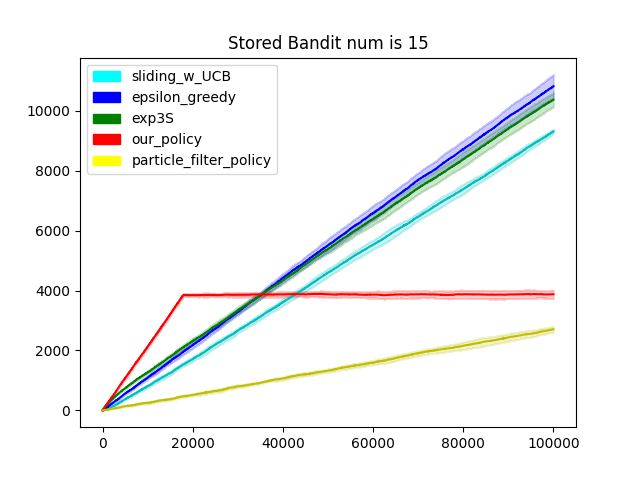 Stored Bandit num is 15
sliding_w_UCB
epsilon_greedy
exp3S
our_policy
particle_filter_policy
10000
8000
6000
4000
2000
0
0 20000 40000 60000 80000 100000